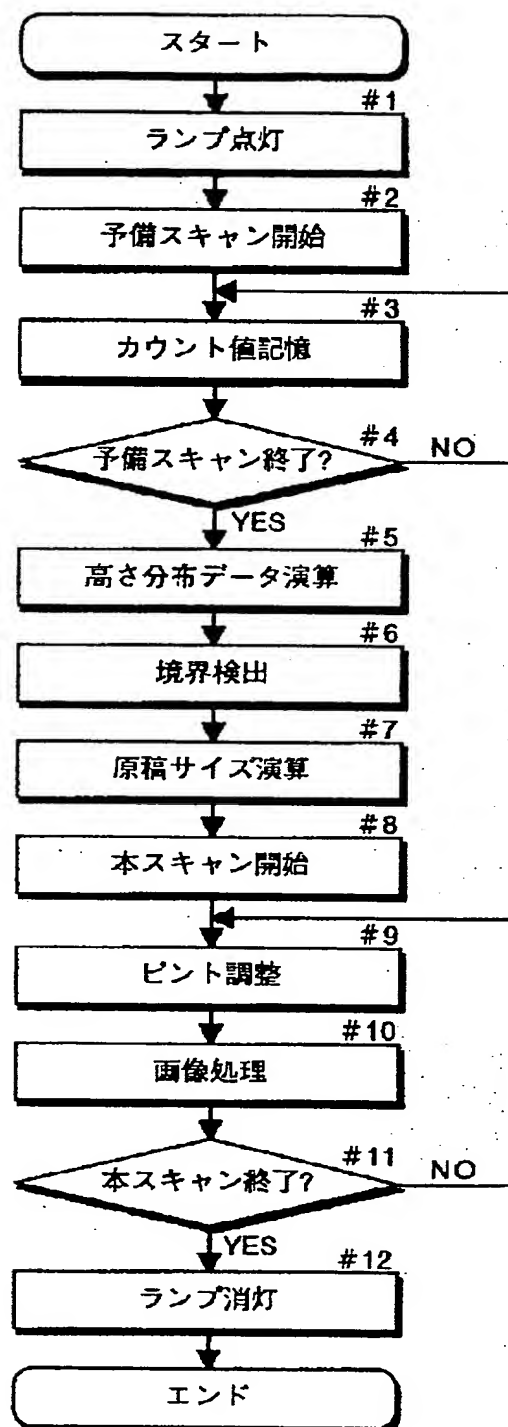 スタート
#1
ランプ点灯
#2
予備スキャン開始
#3
カウント値記憶
#4
予備スキャン終了?
NO
YES
#5
高さ分布データ演算
#6
境界検出
#7
原稿サイズ演算
#8
本スキャン開始
#9
ピント調整
#10
画像処理
#11
本スキャン終了?
NO
YES
#12
ランプ消灯
エンド